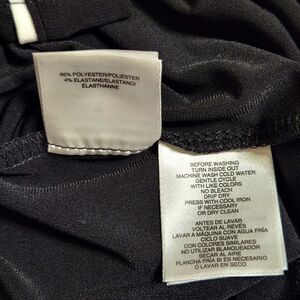 96% POLYESTER/POLIÉSTER
4% ELASTANE/ELASTANO/
ÉLASTHANNE
BEFORE WASHING
TURN INSIDE OUT
MACHINE WASH COLD WATER
GENTLE CYCLE
WITH LIKE COLORS
NO BLEACH
DRIP DRY
PRESS WITH COOL IRON
IF NECESSARY
OR DRY CLEAN
ANTES DE LAVAR
VOLTEAR AL REVÉS
LAVAR A MÁQUINA CON AGUA FRÍA
CICLO SUAVE
CON COLORES SIMILARES
NO UTILIZAR BLANQUEADOR
SECAR AL AIRE
PLANCHA FRÍA SI ES NECESARIO
O LAVAR EN SECO